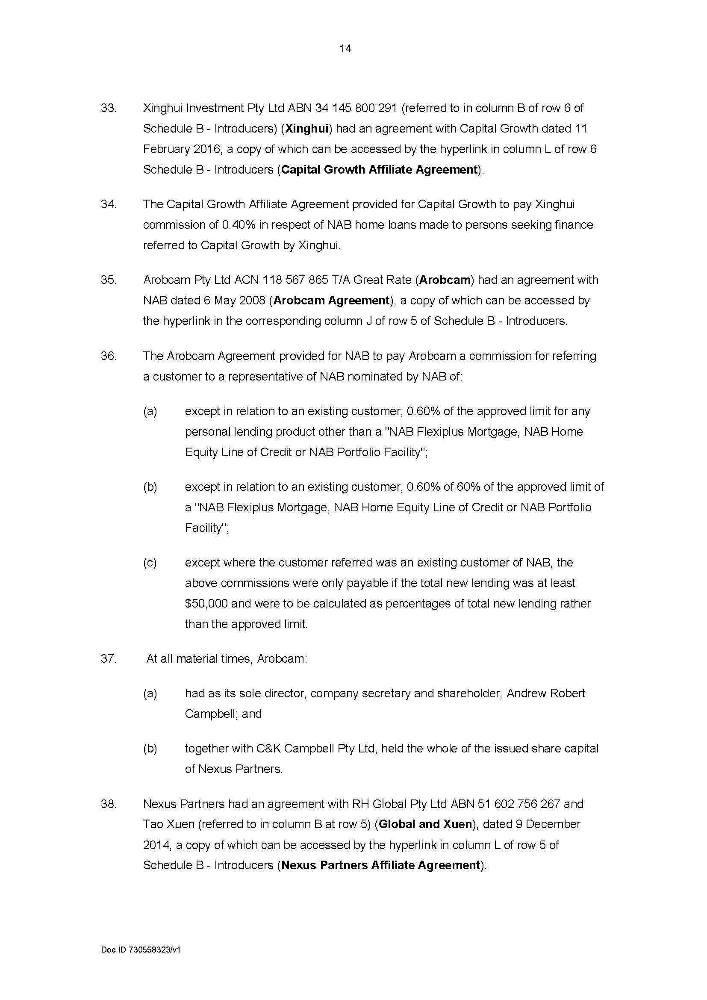 14
33. Xinghui Investment Pty Ltd ABN 34 145 800 291 (referred to in column B of row 6 of
Schedule B - Introducers) (Xinghui) had an agreement with Capital Growth dated 11
February 2016, a copy of which can be accessed by the hyperlink in column L of row 6
Schedule B - Introducers (Capital Growth Affiliate Agreement).
34. The Capital Growth Affiliate Agreement provided for Capital Growth to pay Xinghui
commission of 0.40% in respect of NAB home loans made to persons seeking finance
referred to Capital Growth by Xinghui.
35. Arobcam Pty Ltd ACN 118 567 865 T/A Great Rate (Arobcam) had an agreement with
NAB dated 6 May 2008 (Arobcam Agreement), a copy of which can be accessed by
the hyperlink in the corresponding column J of row 5 of Schedule B - Introducers.
36. The Arobcam Agreement provided for NAB to pay Arobcam a commission for referring
a customer to a representative of NAB nominated by NAB of:
(a) except in relation to an existing customer, 0.60% of the approved limit for any
personal lending product other than a "NAB Flexiplus Mortgage, NAB Home
Equity Line of Credit or NAB Portfolio Facility";
(b) except in relation to an existing customer, 0.60% of 60% of the approved limit of
a "NAB Flexiplus Mortgage, NAB Home Equity Line of Credit or NAB Portfolio
Facility";
(c) except where the customer referred was an existing customer of NAB, the
above commissions were only payable if the total new lending was at least
$50,000 and were to be calculated as percentages of total new lending rather
than the approved limit.
37. At all material times, Arobcam:
(a) had as its sole director, company secretary and shareholder, Andrew Robert
Campbell; and
(b) together with C&K Campbell Pty Ltd, held the whole of the issued share capital
of Nexus Partners.
38. Nexus Partners had an agreement with RH Global Pty Ltd ABN 51 602 756 267 and
Tao Xuen (referred to in column B at row 5) (Global and Xuen), dated 9 December
2014, a copy of which can be accessed by the hyperlink in column L of row 5 of
Schedule B - Introducers (Nexus Partners Affiliate Agreement).
Doc ID 730558323/v1